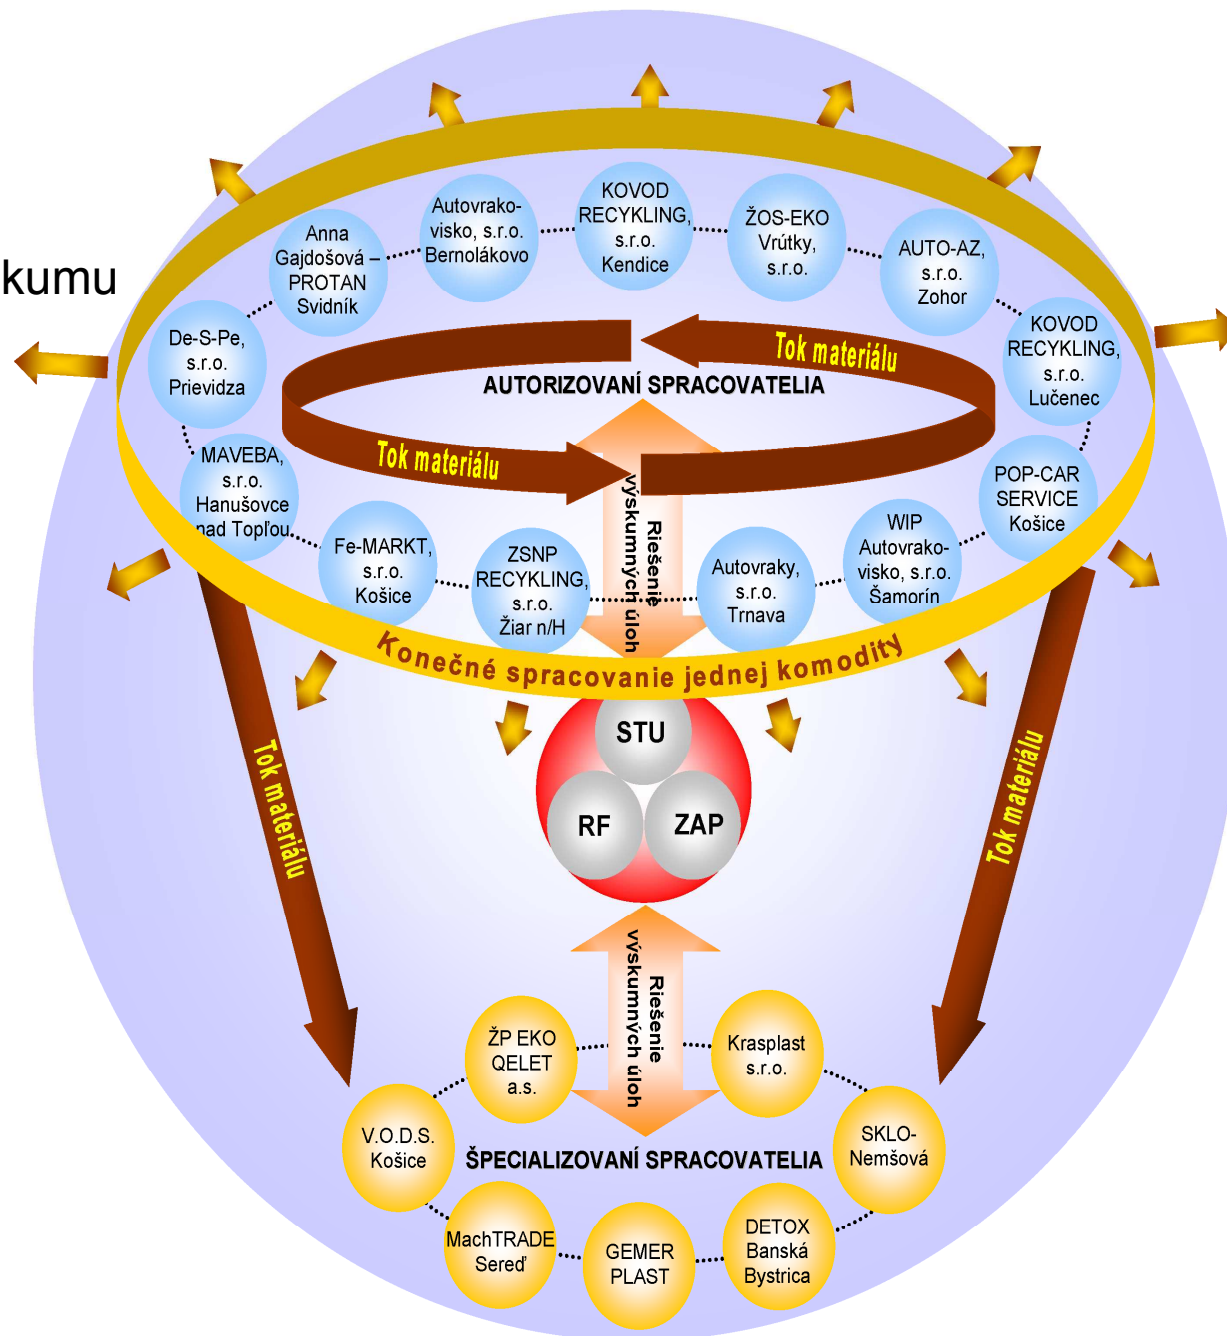 kumu
KOVOD
RECYKLING,
s.r.o.
Kendice
Autovrako-
visko, s.r.o.
Bernolákovo
ŽOS-EKO
Vrútky,
s.r.o.
Anna
Gajdošová –
PROTAN
Svidník
AUTO-AZ,
s.r.o.
Zohor
De-S-Pe,
s.r.o.
Prievidza
KOVOD
RECYKLING,
s.r.o.
Lučenec
Tok materiálu
AUTORIZOVANÍ SPRACOVATELIA
Tok materiálu
MAVEBA,
s.r.o.
Hanušovce
nad Topľou
POP-CAR
SERVICE
Košice
Fe-MARKT,
s.r.o.
Košice
ZSNP
RECYKLING,
s.r.o.
Žiar n/H
Riešenie
výskumných úloh
Autovraky,
s.r.o.
Trnava
WIP
Autovrako-
visko, s.r.o.
Šamorín
Konečné spracovanie jednej komodity
STU
RF
ZAP
Tok materiálu
Tok materiálu
Riešenie
výskumných úloh
ŽP EKO
QELET
a.s.
Krasplast
s.r.o.
V.O.D.S.
Košice
ŠPECIALIZOVANÍ SPRACOVATELIA
SKLO-
Nemšová
MachTRADE
Sereď
GEMER
PLAST
DETOX
Banská
Bystrica